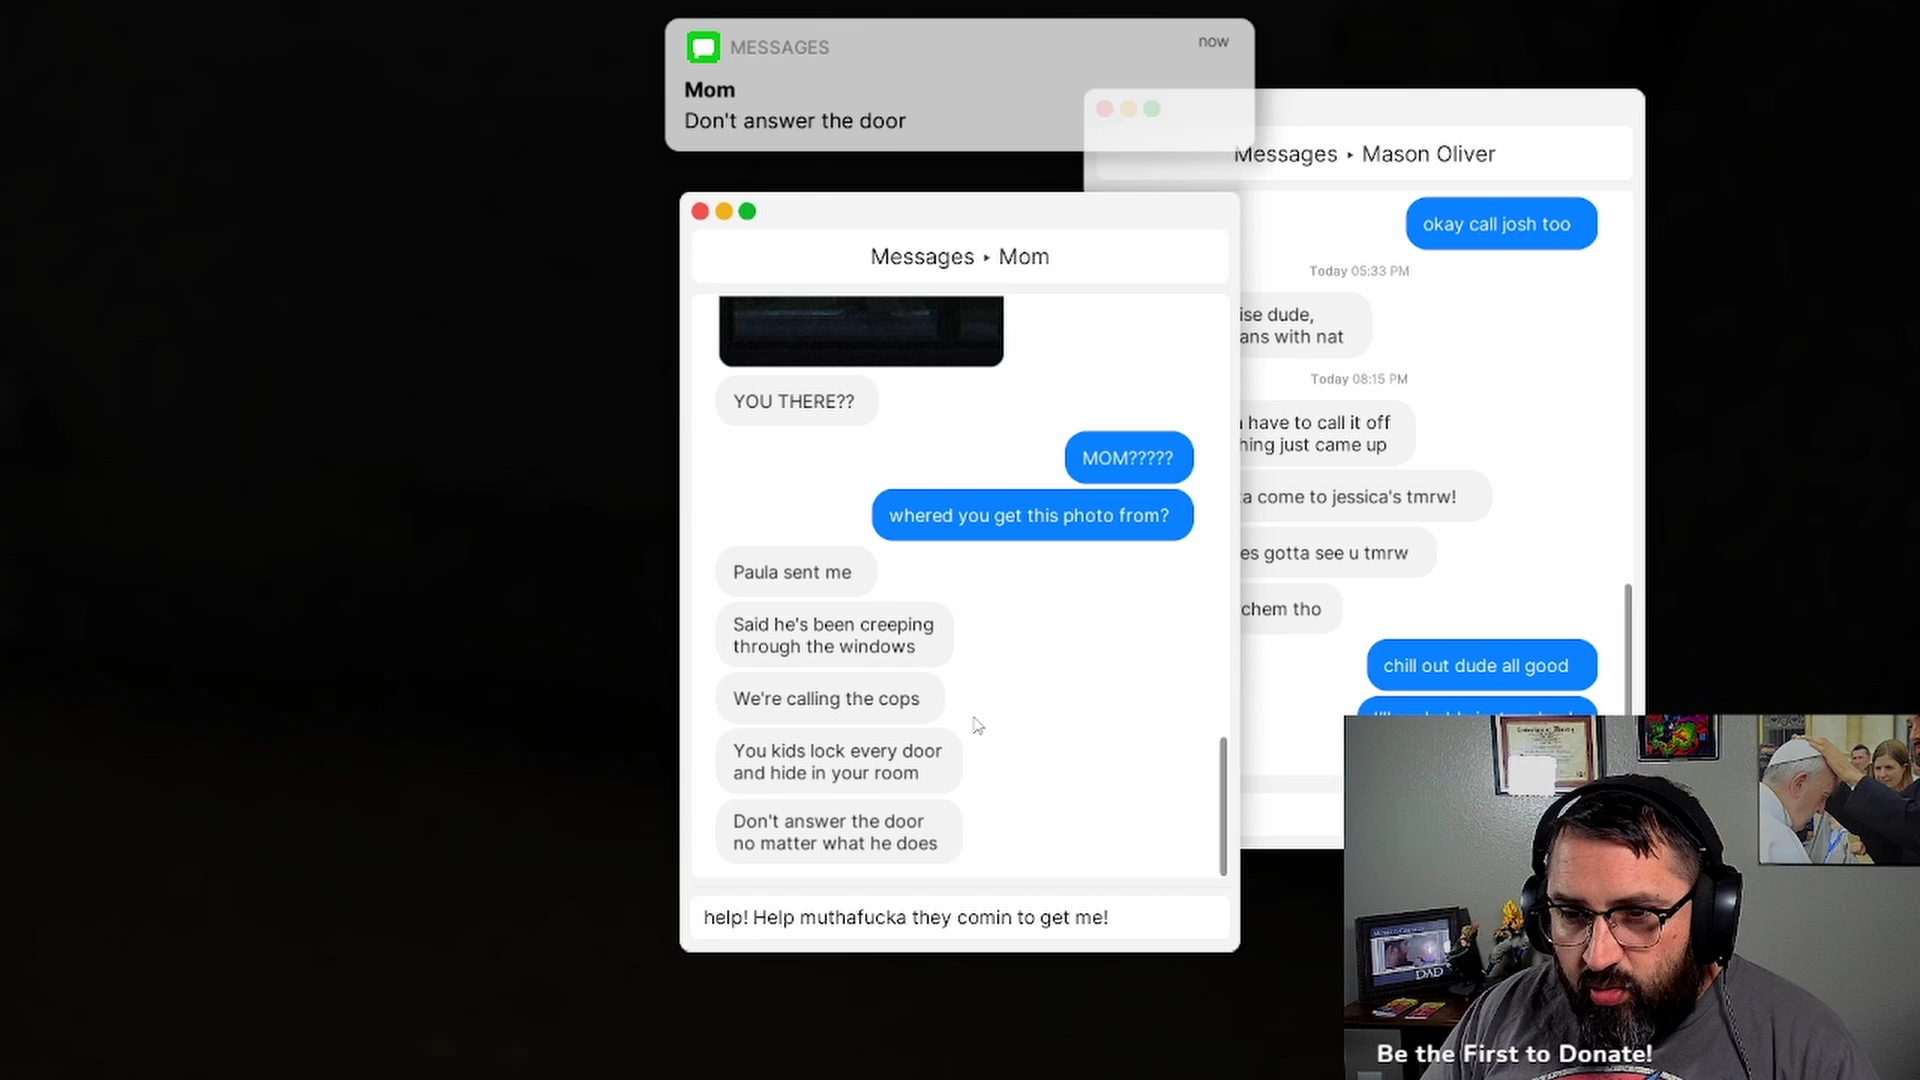 MESSAGES
now
Mom
Don't answer the door
Messages ▸ Mason Oliver
okay call josh too
Today 05:33 PM
ise dude,
ans with nat
Today 08:15 PM
have to call it off
hing just came up
a come to jessica's tmrw!
es gotta see u tmrw
chem tho
chill out dude all good
Messages ▸ Mom
YOU THERE??
MOM?????
whered you get this photo from?
Paula sent me
Said he's been creeping
through the windows
We're calling the cops
You kids lock every door
and hide in your room
Don't answer the door
no matter what he does
help! Help muthafucka they comin to get me!
DAD
Be the First to Donate!